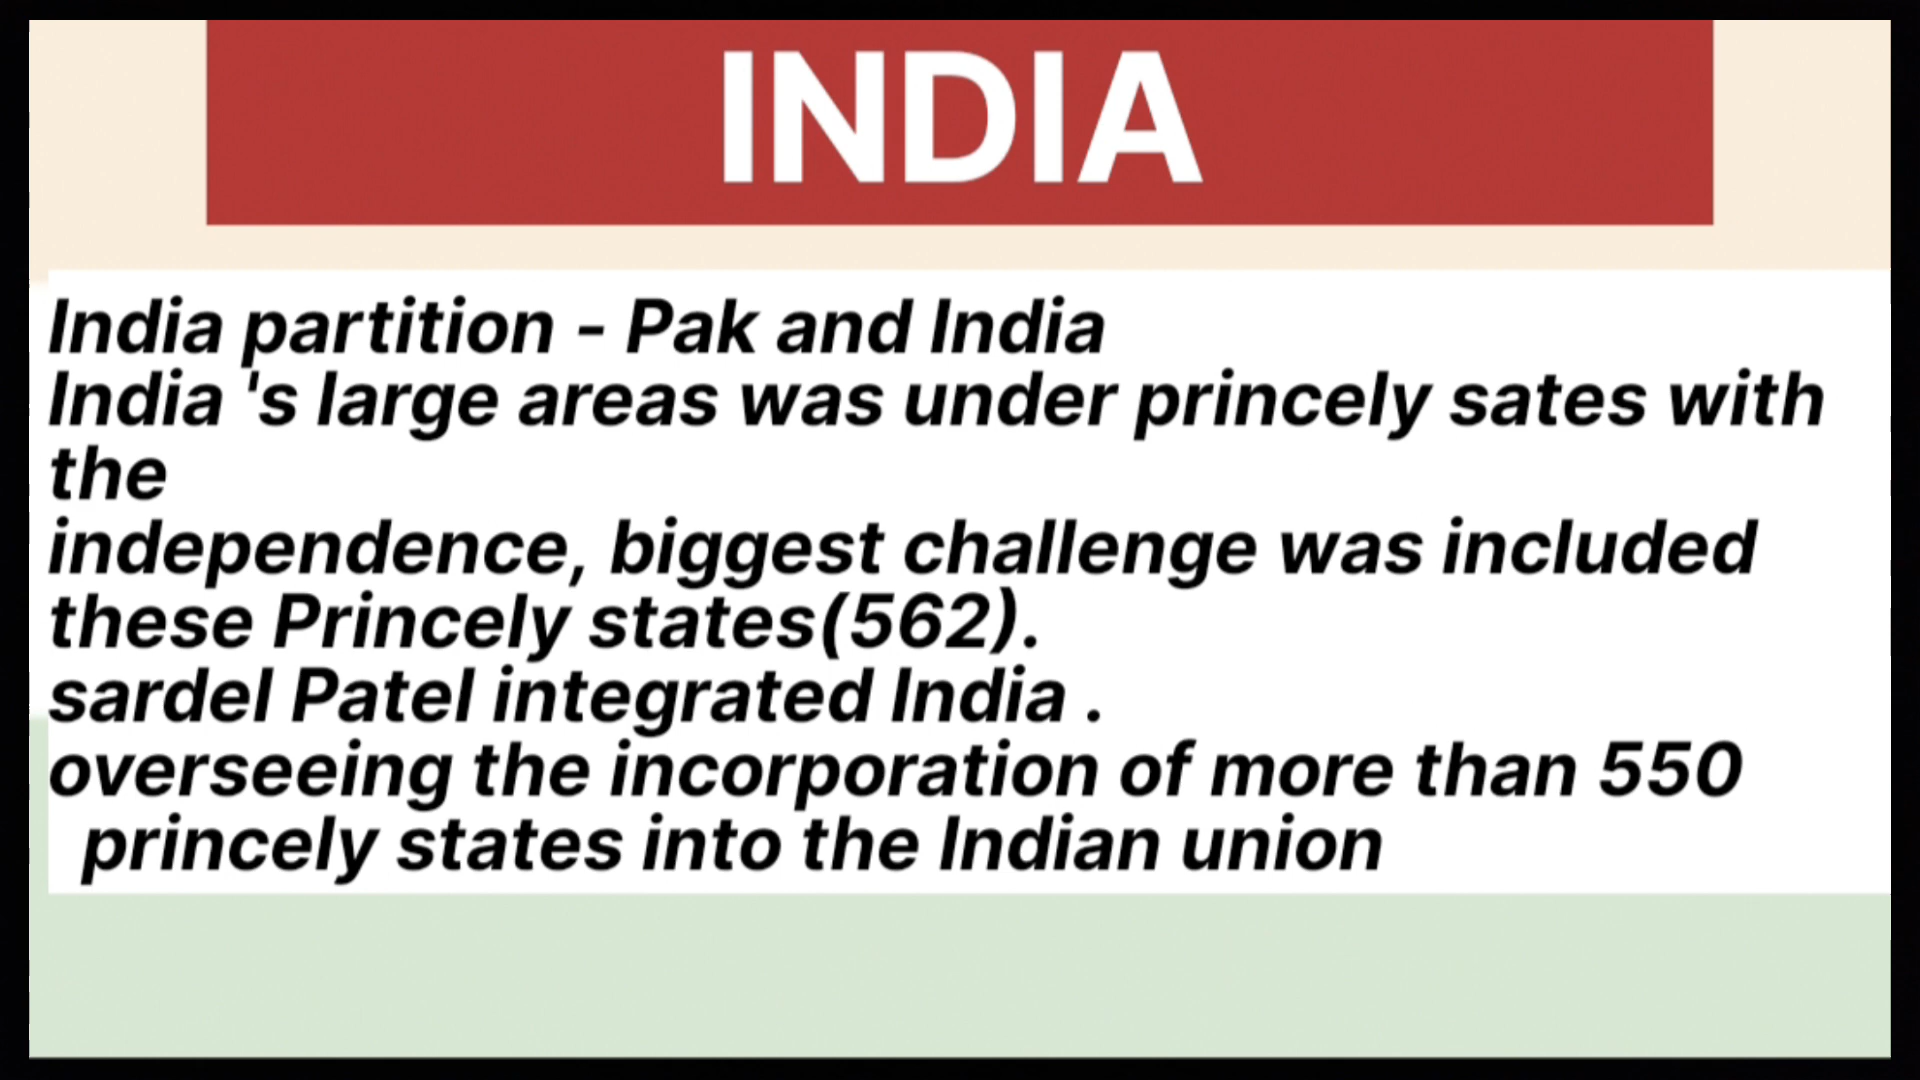 INDIA
India partition - Pak and India
India 's large areas was under princely sates with
the
independence, biggest challenge was included
these Princely states(562).
sardel Patel integrated India .
overseeing the incorporation of more than 550
princely states into the Indian union